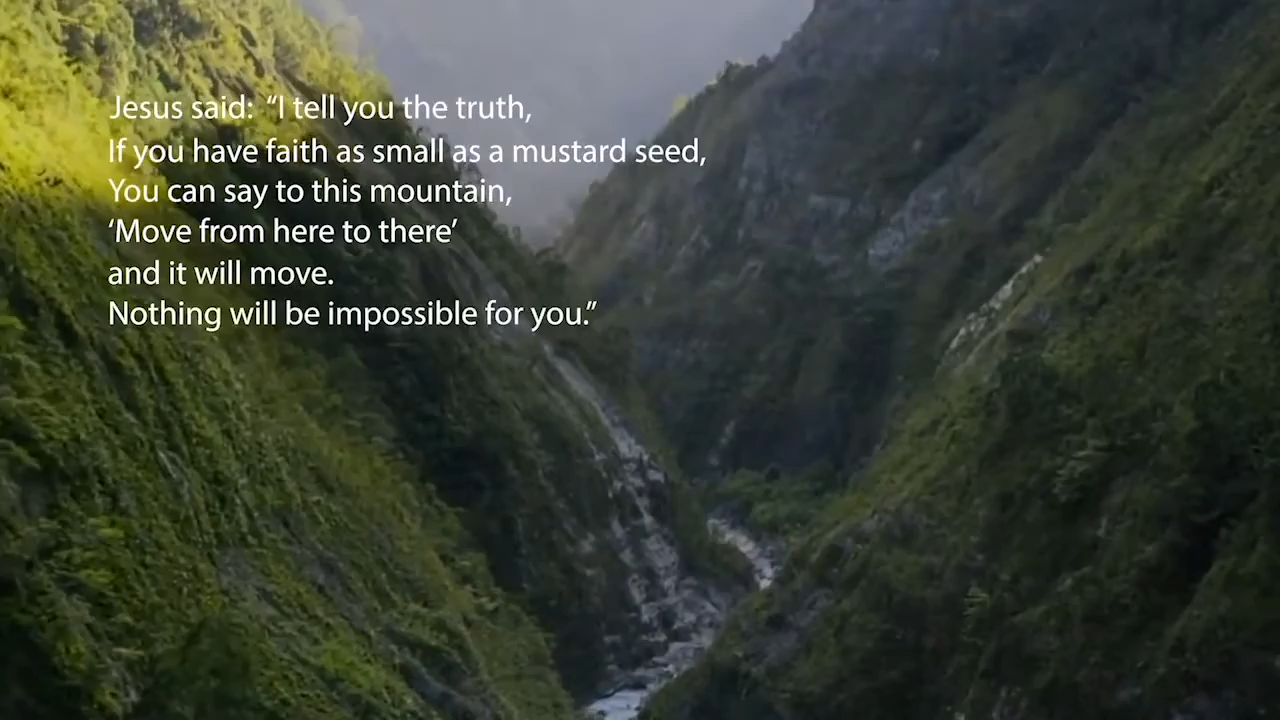 Jesus said:  “I tell you the truth,
If you have faith as small as a mustard seed,
You can say to this mountain,
‘Move from here to there’
and it will move.
Nothing will be impossible for you.”